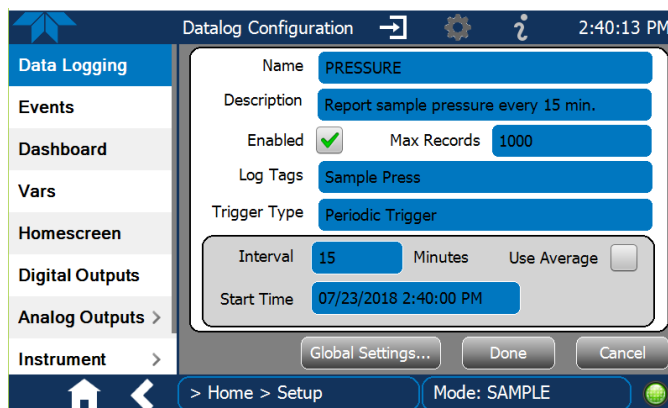 Datalog Configuration
2:40:13 PM
Data Logging
Events
Dashboard
Vars
Homescreen
Digital Outputs
Analog Outputs >
Instrument >
Name PRESSURE
Description Report sample pressure every 15 min.
Enabled Max Records 1000
Log Tags Sample Press
Trigger Type Periodic Trigger
Interval 15 Minutes Use Average
Start Time 07/23/2018 2:40:00 PM
Global Settings... Done Cancel
> Home > Setup Mode: SAMPLE